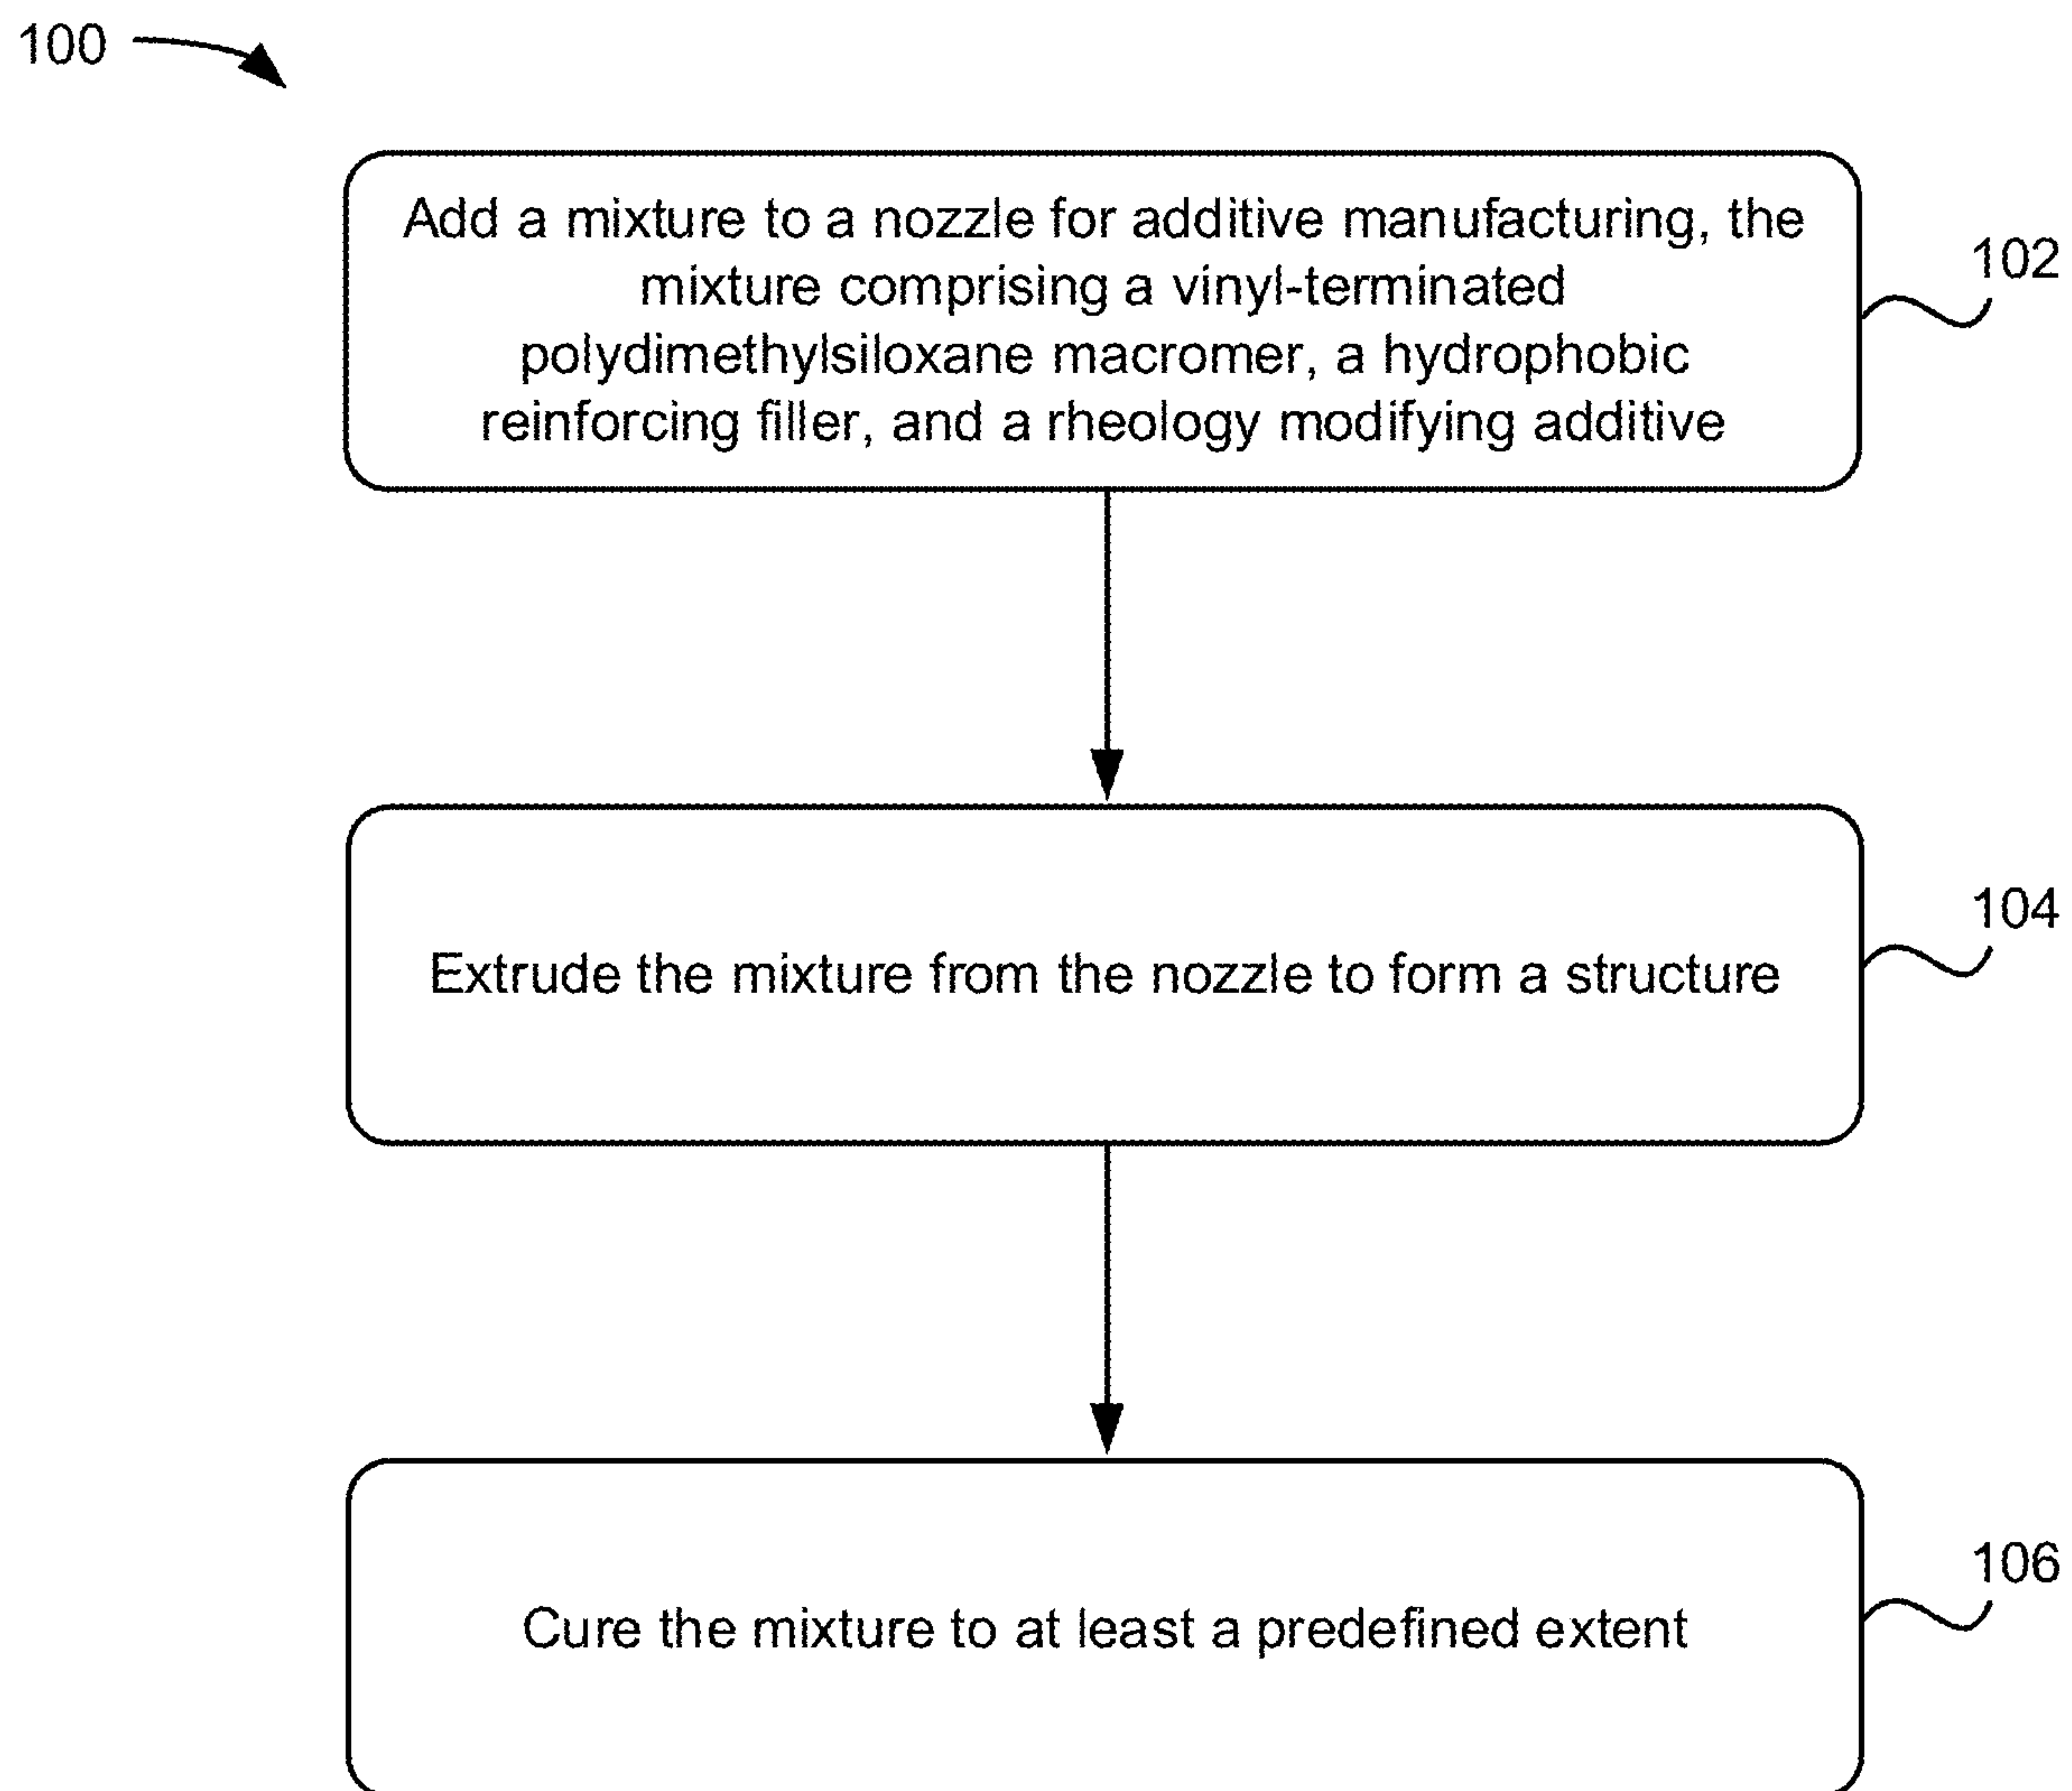 100
Add a mixture to a nozzle for additive manufacturing, the
mixture comprising a vinyl-terminated
polydimethylsiloxane macromer, a hydrophobic
reinforcing filler, and a rheology modifying additive
102
Extrude the mixture from the nozzle to form a structure
104
Cure the mixture to at least a predefined extent
106